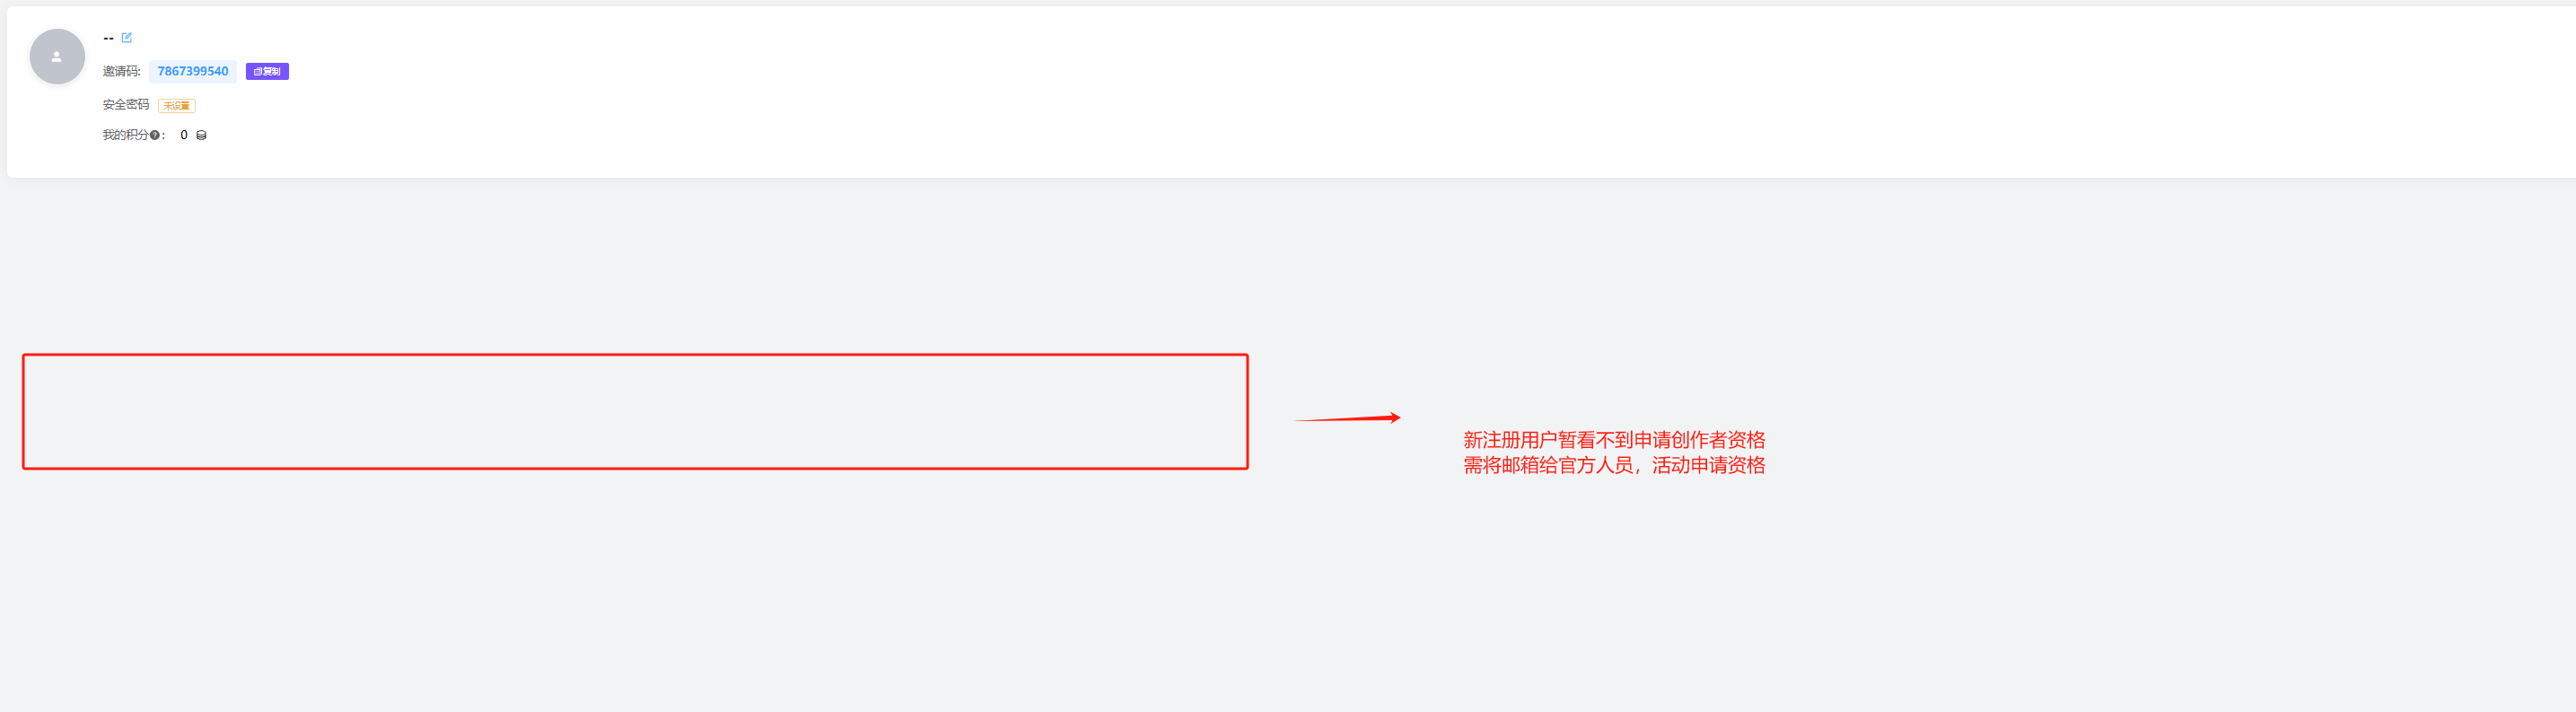 --
邀请码: 7867399540 复制
安全密码 未设置
我的积分?: 0
新注册用户暂看不到申请创作者资格
需将邮箱给官方人员，活动申请资格